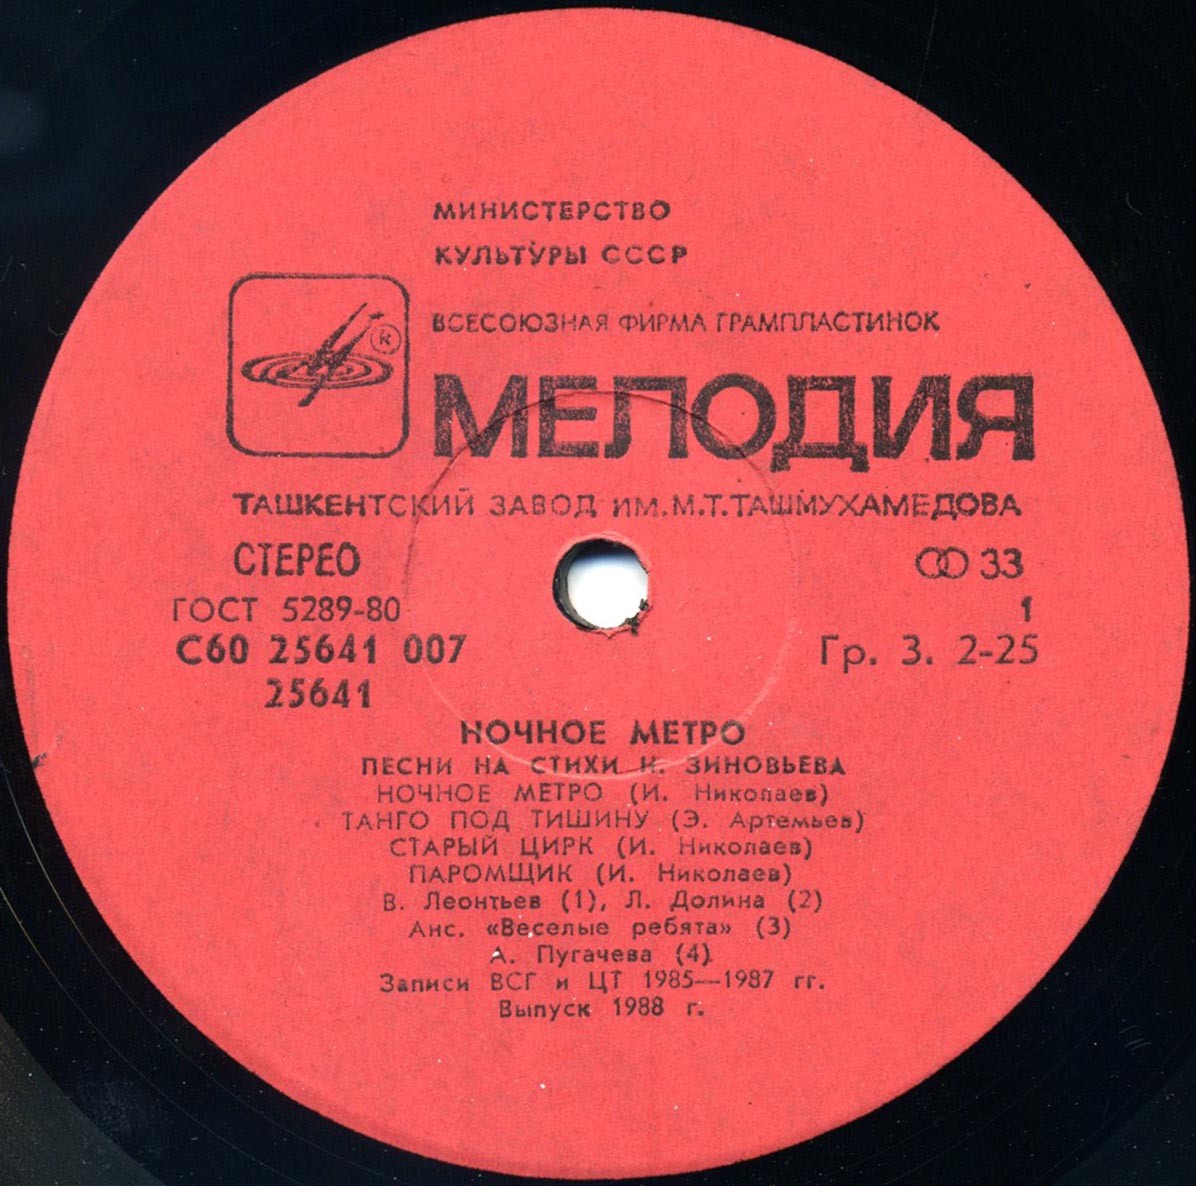 МИНИСТЕРСТВО
КУЛЬТУРЫ СССР
ВСЕСОЮЗНАЯ ФИРМА ГРАМПЛАСТИНОК
®
МЕЛОДИЯ
ТАШКЕНТСКИЙ ЗАВОД ИМ. М.Т.ТАШМУХАМЕДОВА
СТЕРЕО 33
ГОСТ 5289-80 1
С60 25641 007 Гр. 3. 2-25
25641
НОЧНОЕ МЕТРО
ПЕСНИ НА СТИХИ Н. ЗИНОВЬЕВА
НОЧНОЕ МЕТРО (И. Николаев)
ТАНГО ПОД ТИШИНУ (Э. Артемьев)
СТАРЫЙ ЦИРК (И. Николаев)
ПАРОМЩИК (И. Николаев)
В. Леонтьев (1), Л. Долина (2)
Анс. «Веселые ребята» (3)
А. Пугачева (4)
Записи ВСГ и ЦТ 1985—1987 гг.
Выпуск 1988 г.